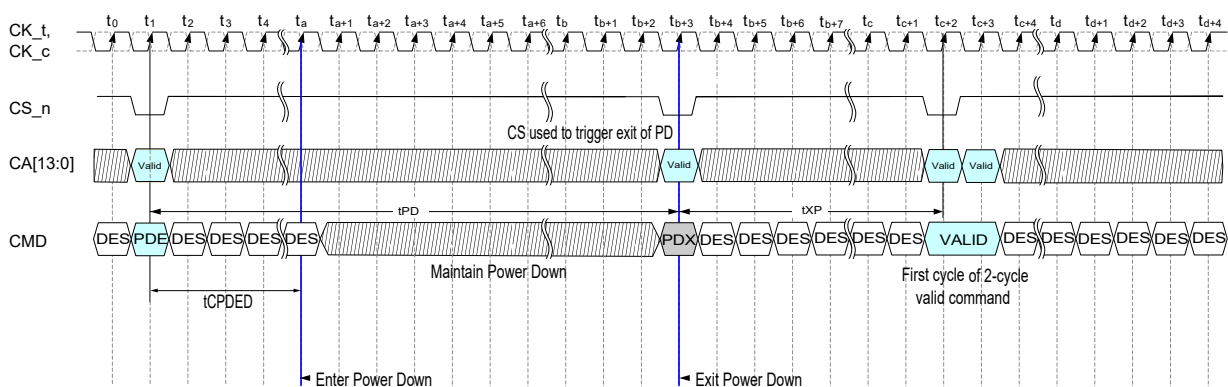 t0 t1 t2 t3 t4 ta ta+1 ta+2 ta+3 ta+4 ta+5 ta+6 tb tb+1 tb+2 tb+3 tb+4 tb+5 tb+6 tb+7 tc tc+1 tc+2 tc+3 tc+4 td td+1 td+2 td+3 td+4
CK_t,
CK_c
CS_n
CS used to trigger exit of PD
CA[13:0] Valid Valid Valid Valid
tPD tXP
CMD DES PDE DES DES DES DES PDX DES DES DES DES DES DES VALID DES DES DES DES DES DES
Maintain Power Down
First cycle of 2-cycle
valid command
tCPDED
Enter Power Down Exit Power Down